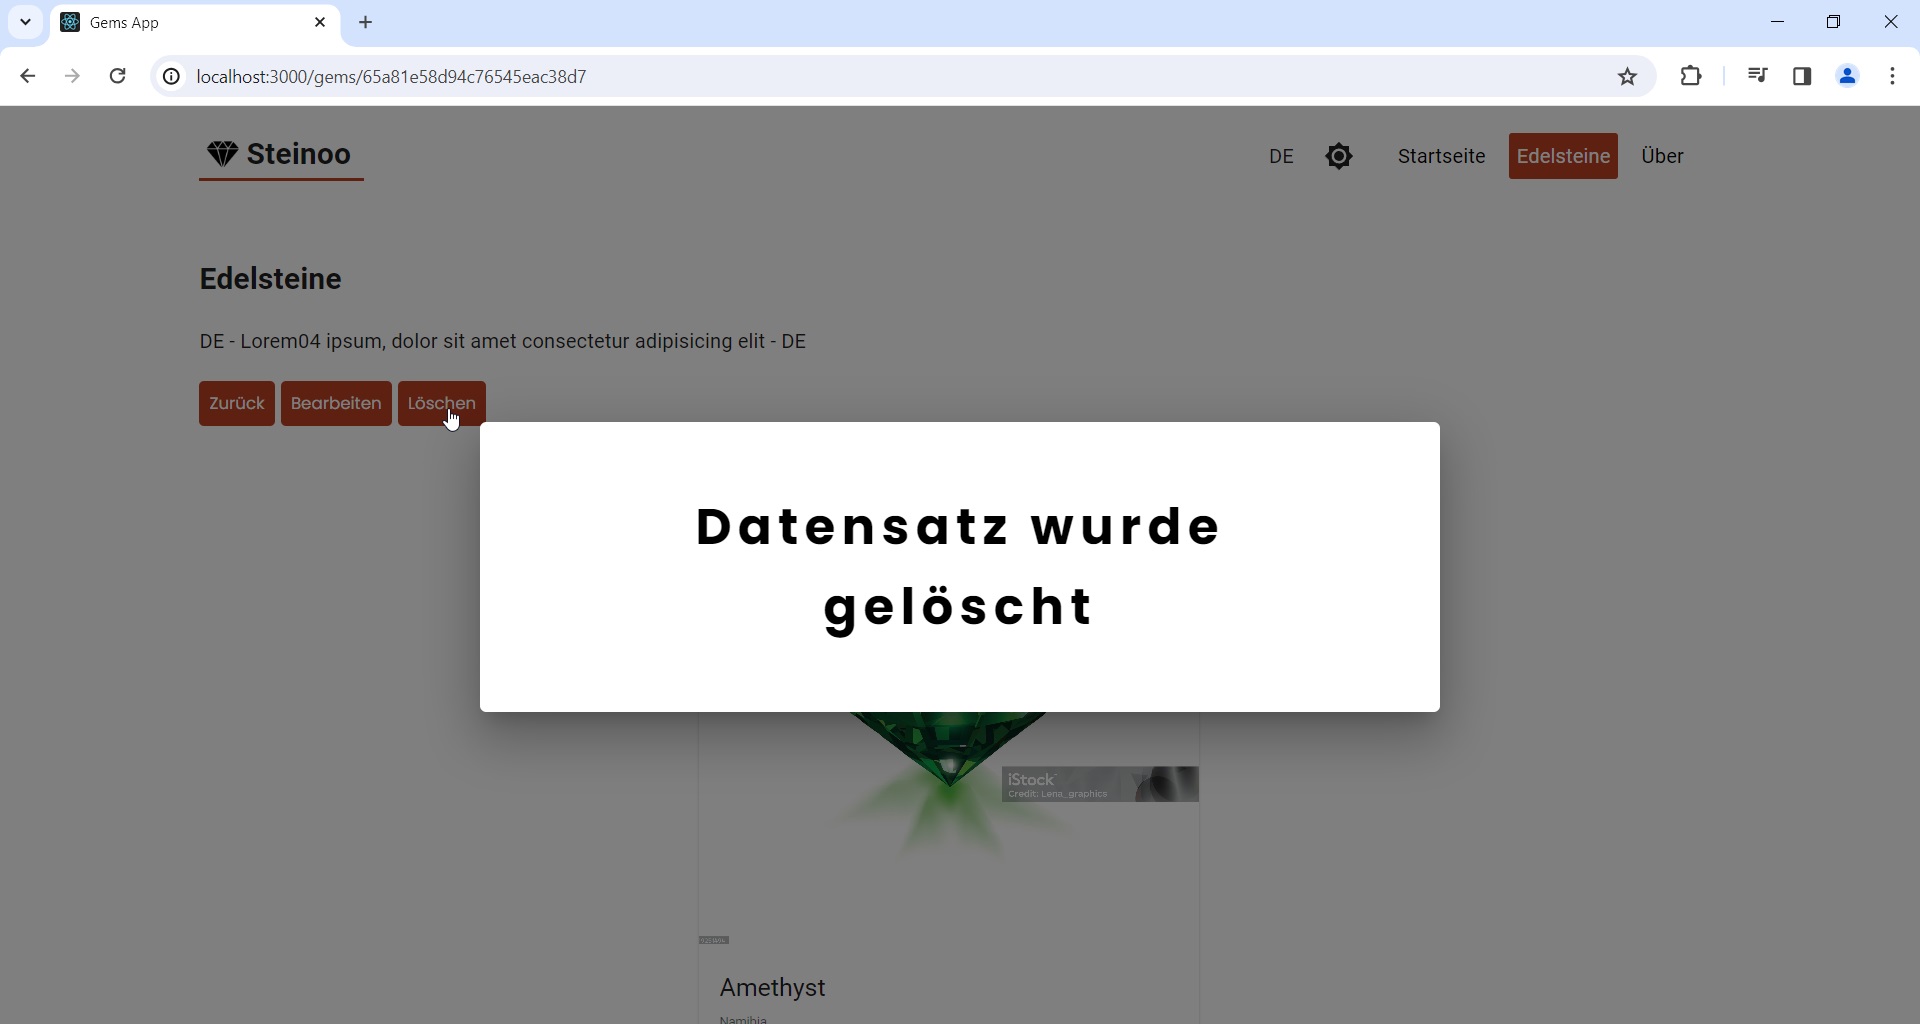 Gems App
localhost:3000/gems/65a81e58d94c76545eac38d7
Steinoo
DE
Startseite
Edelsteine
Über
Edelsteine
DE - Lorem04 ipsum, dolor sit amet consectetur adipisicing elit - DE
Zurück
Bearbeiten
Löschen
Datensatz wurde
gelöscht
iStock
Credit: Lena_graphics
Amethyst
Namibia